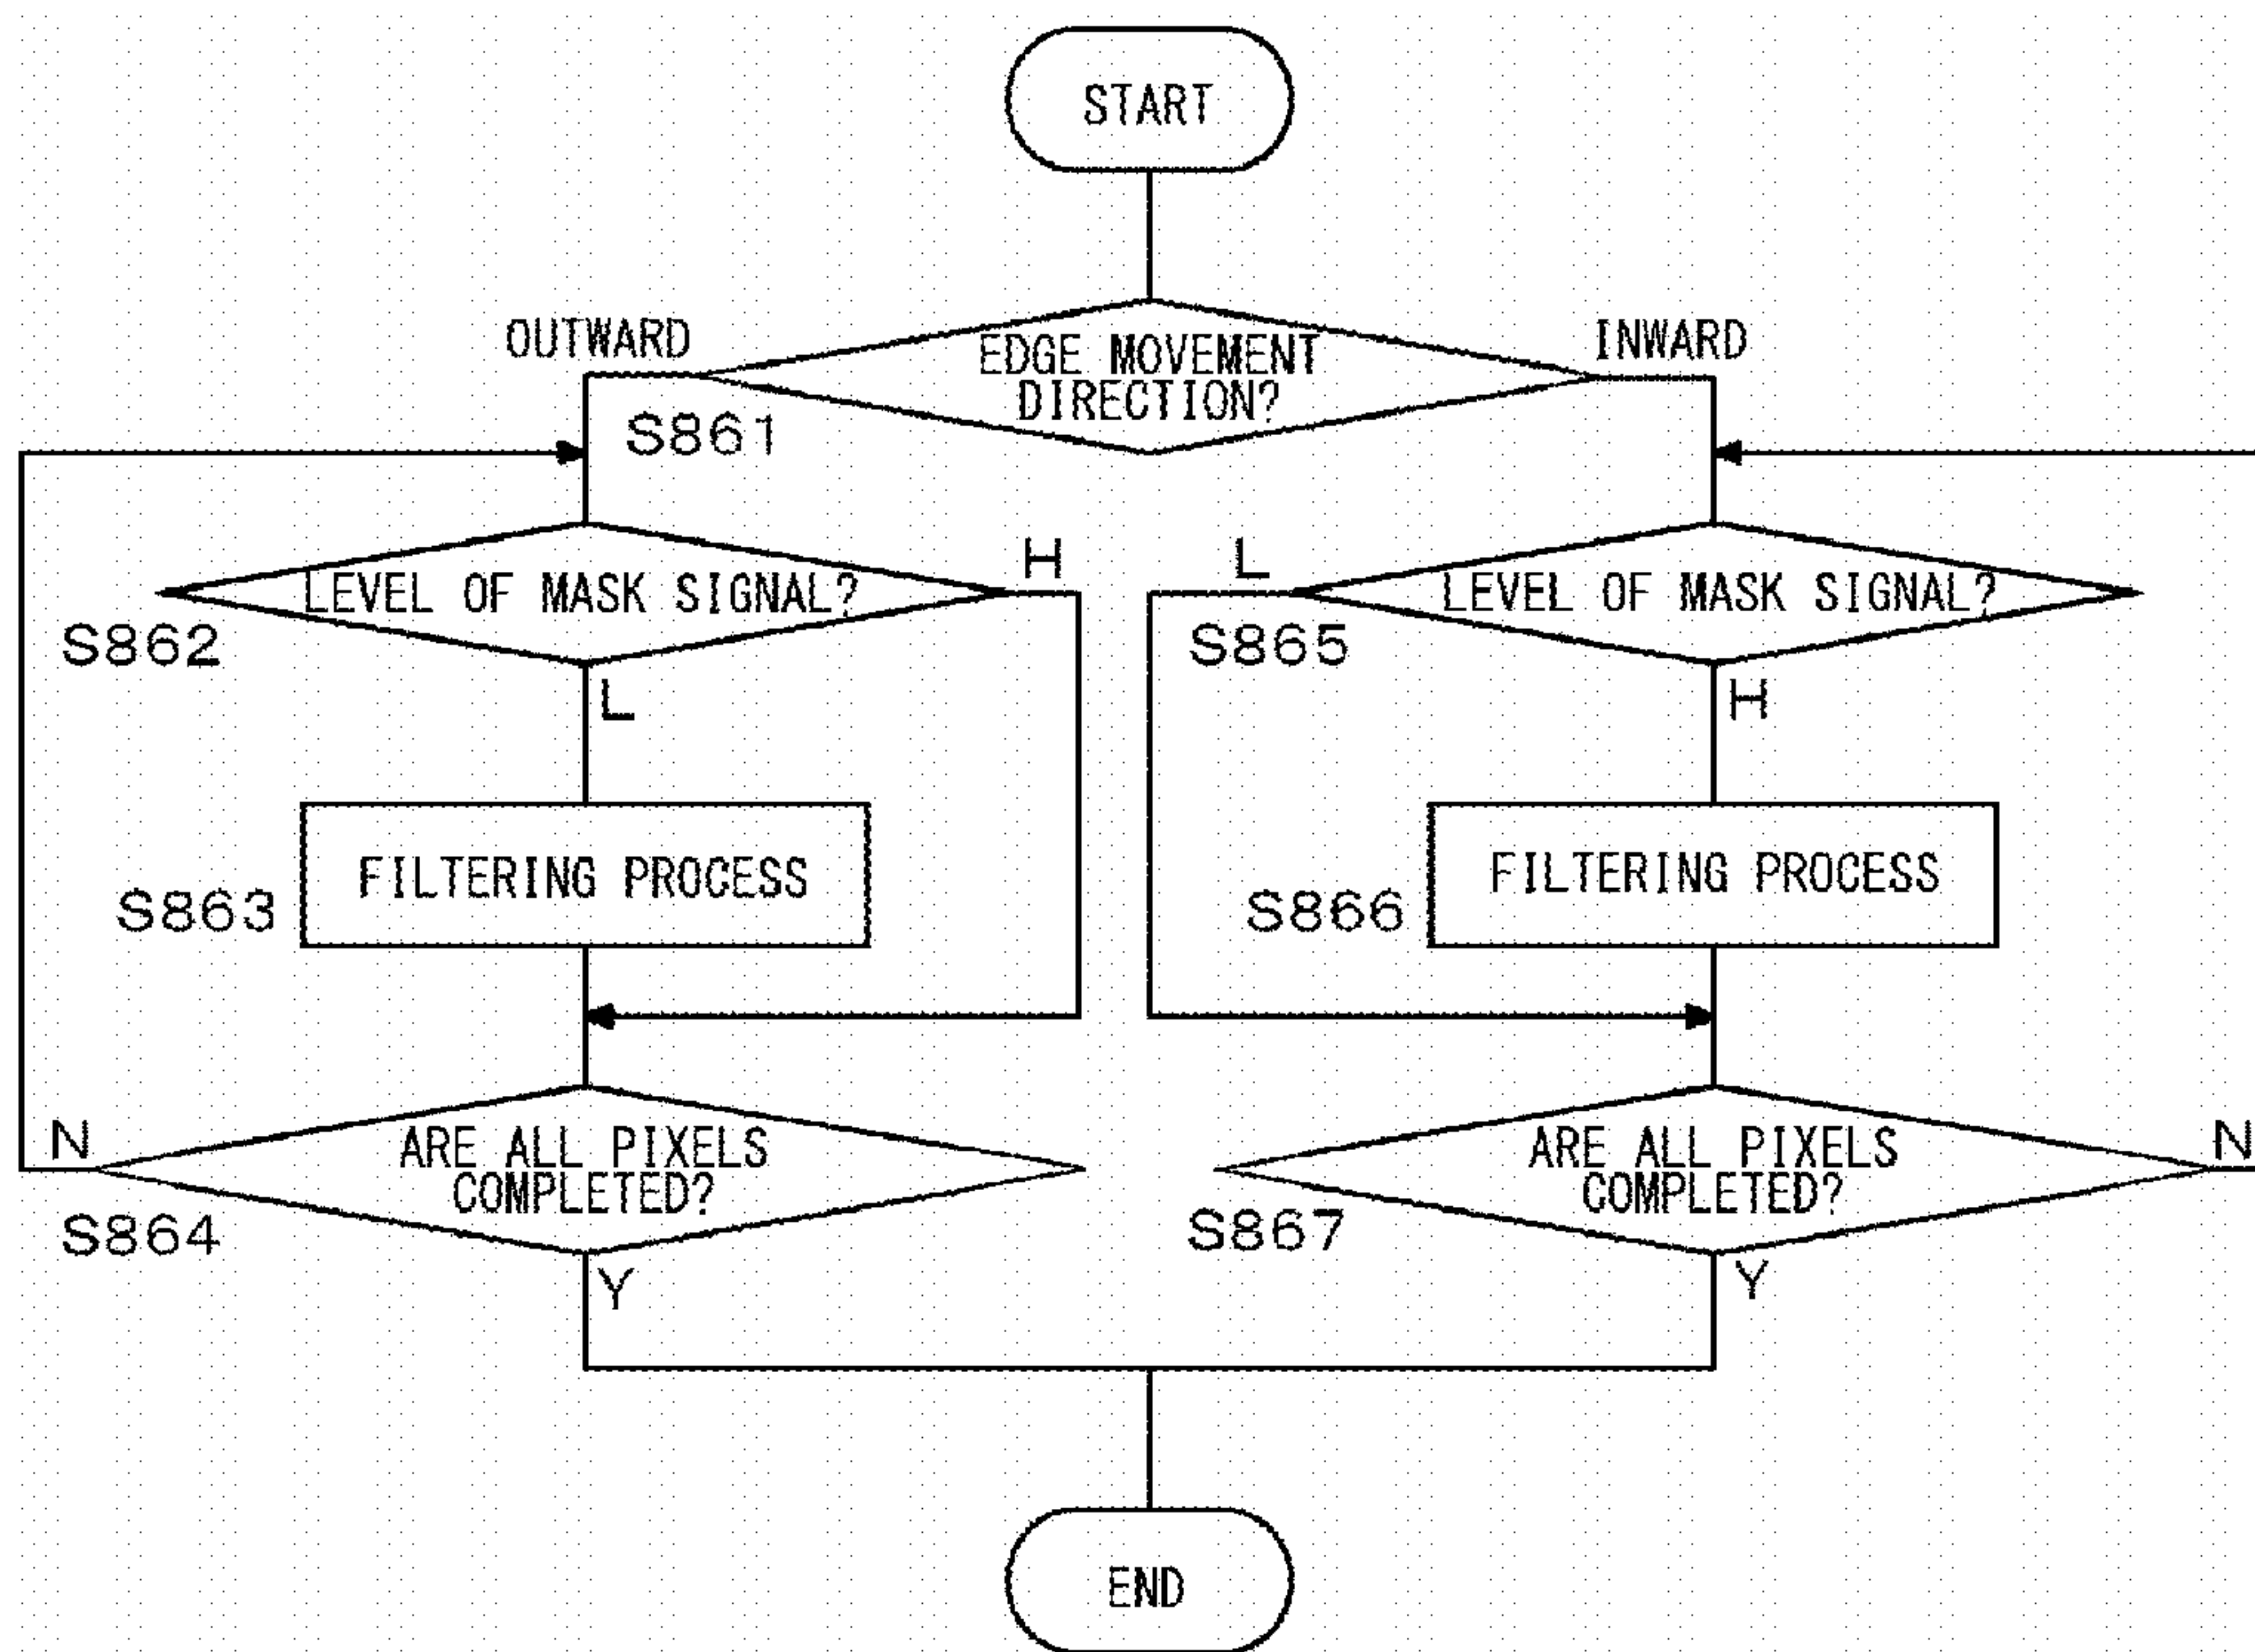 START
OUTWARD
EDGE MOVEMENT
DIRECTION?
INWARD
S861
LEVEL OF MASK SIGNAL?
H
S862
L
L
LEVEL OF MASK SIGNAL?
S865
H
FILTERING PROCESS
S863
FILTERING PROCESS
S866
N
ARE ALL PIXELS
COMPLETED?
S864
Y
ARE ALL PIXELS
COMPLETED?
N
S867
Y
END